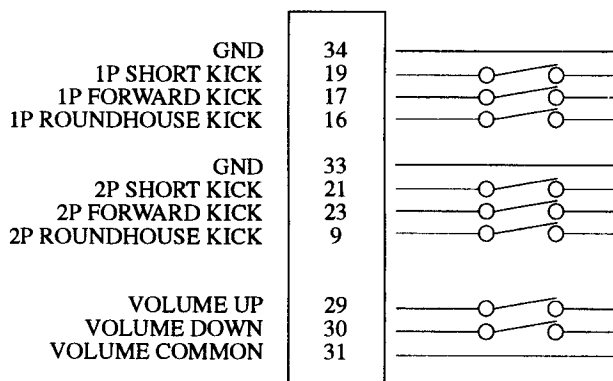 GND 34
1P SHORT KICK 19
1P FORWARD KICK 17
1P ROUNDHOUSE KICK 16
GND 33
2P SHORT KICK 21
2P FORWARD KICK 23
2P ROUNDHOUSE KICK 9
VOLUME UP 29
VOLUME DOWN 30
VOLUME COMMON 31